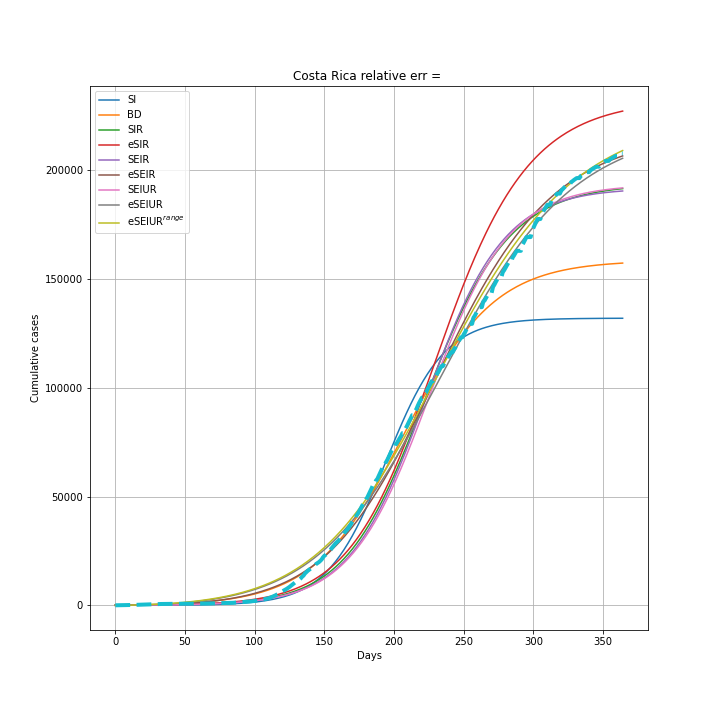 Costa Rica relative err =
SI
BD
SIR
eSIR
SEIR
eSEIR
SEIUR
eSEIUR
eSEIUR^range
Cumulative cases
200000
150000
100000
50000
0
0 50 100 150 200 250 300 350
Days